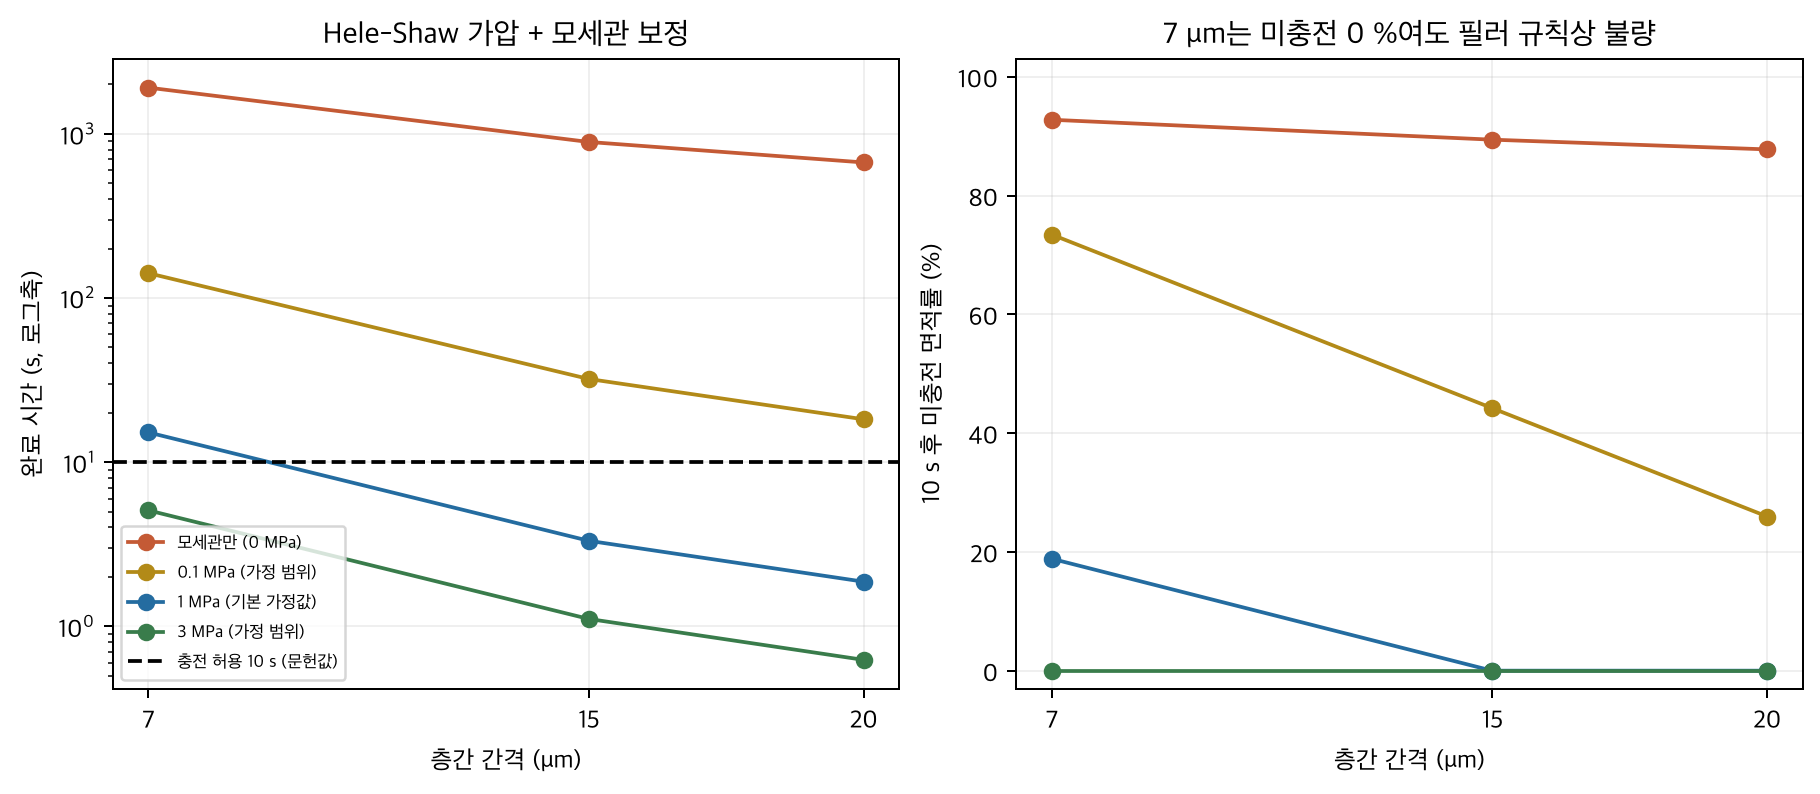 Hele-Shaw 가압 + 모세관 보정
완료 시간 (s, 로그축)
10³
10²
10¹
10⁰
모세관만 (0 MPa)
0.1 MPa (가정 범위)
1 MPa (기본 가정값)
3 MPa (가정 범위)
충전 허용 10 s (문헌값)
7
15
20
층간 간격 (µm)
7 µm는 미충전 0 %여도 필러 규칙상 불량
10 s 후 미충전 면적률 (%)
100
80
60
40
20
0
7
15
20
층간 간격 (µm)